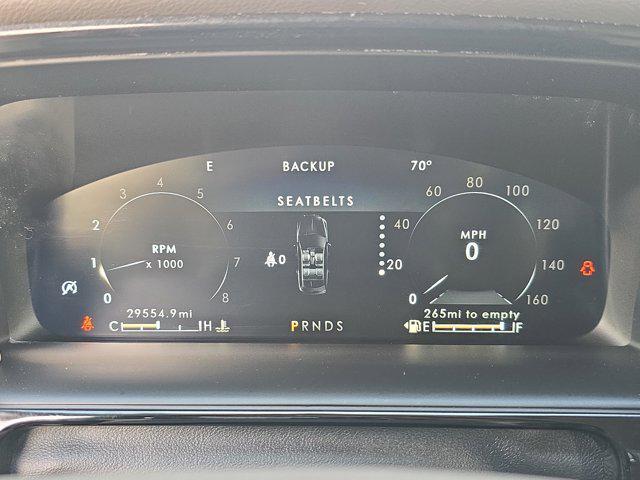 E BACKUP 70°
SEATBELTS
3 4 5
2 6
1 7
0 8
RPM
x 1000
0
60 80 100
40 120
20 140
0 160
MPH
0
29554.9mi
C H
PRNDS
265mi to empty
E F